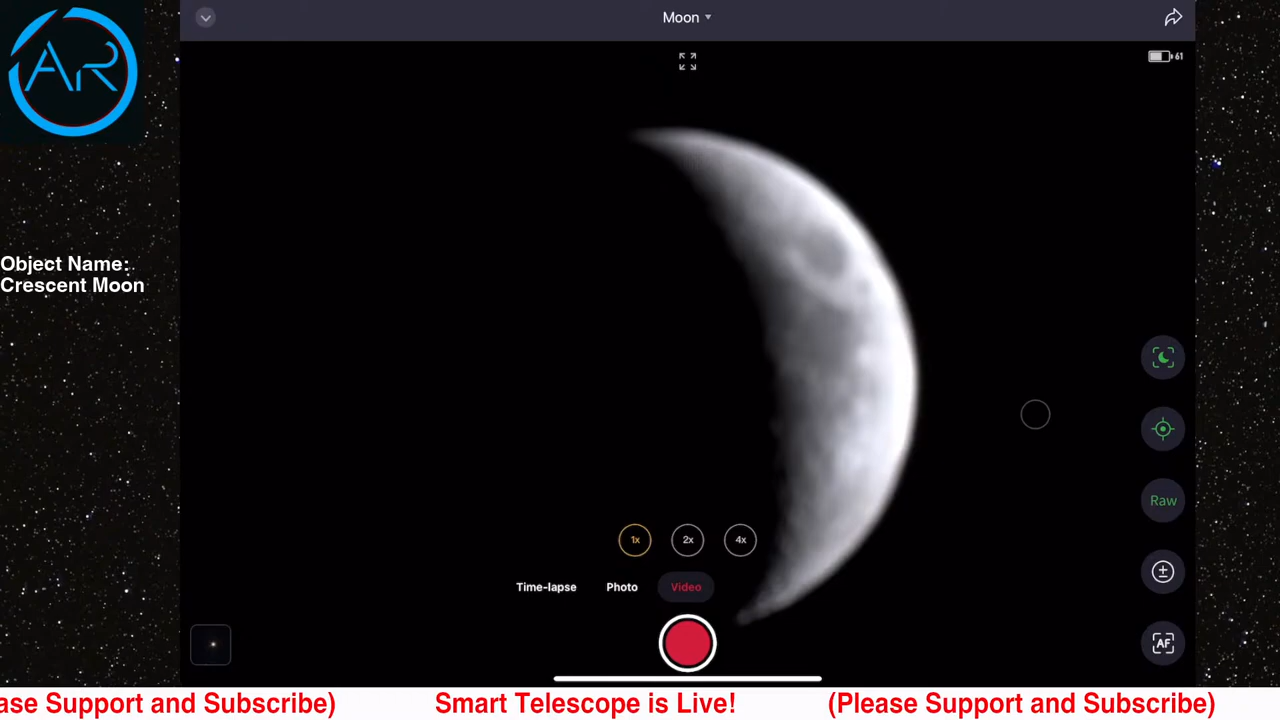 AR
Moon
61
Object Name:
Crescent Moon
Raw
1x 2x 4x
Time-lapse Photo Video
AF
ase Support and Subscribe) Smart Telescope is Live! (Please Support and Subscribe)